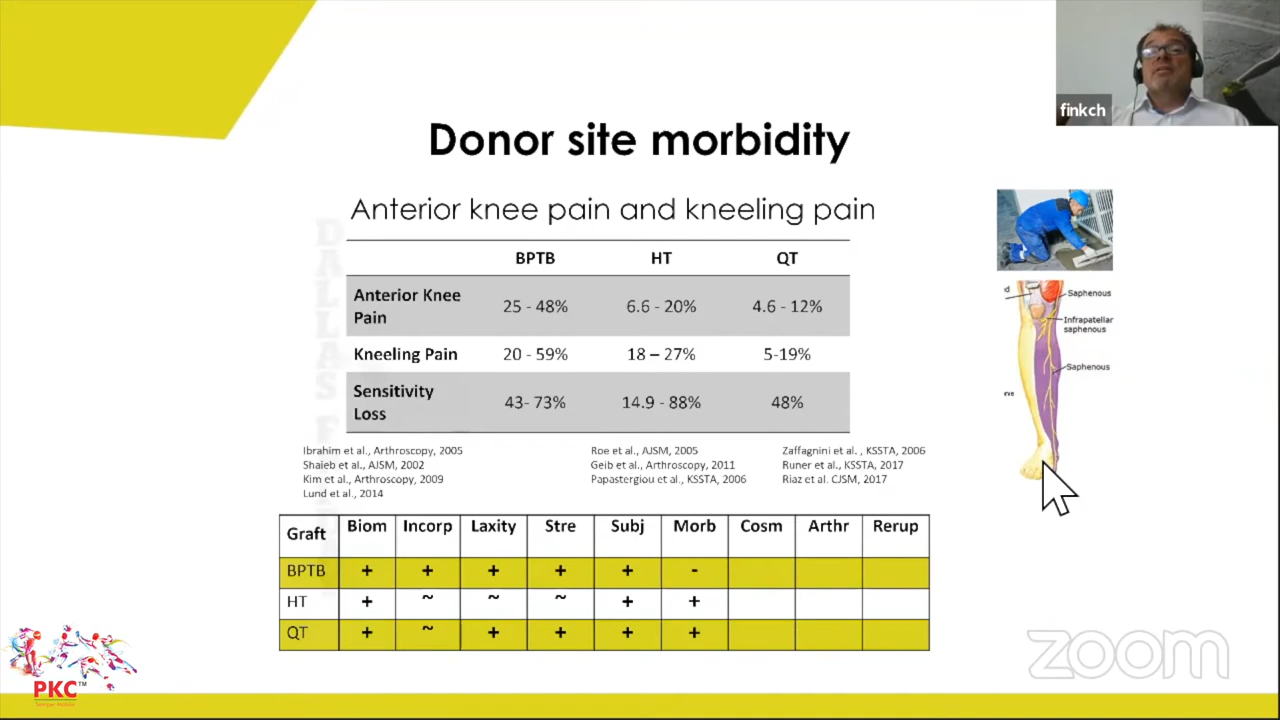 finkch
Donor site morbidity
Anterior knee pain and kneeling pain
BPTB HT QT
Anterior Knee
Pain 25 - 48% 6.6 - 20% 4.6 - 12%
Kneeling Pain 20 - 59% 18 – 27% 5-19%
Sensitivity
Loss 43- 73% 14.9 - 88% 48%
Saphenous
Infrapatellar
saphenous
Saphenous
Ibrahim et al., Arthroscopy, 2005
Shaieb et al., AJSM, 2002
Kim et al., Arthroscopy, 2009
Lund et al., 2014
Roe et al., AJSM, 2005
Geib et al., Arthroscopy, 2011
Papastergiou et al., KSSTA, 2006
Zaffagnini et al. , KSSTA, 2006
Runer et al., KSSTA, 2017
Riaz et al. CJSM, 2017
Graft Biom Incorp Laxity Stre Subj Morb Cosm Arthr Rerup
BPTB + + + + + -
HT + ~ ~ ~ + +
QT + ~ + + + +
PKC™
zoom